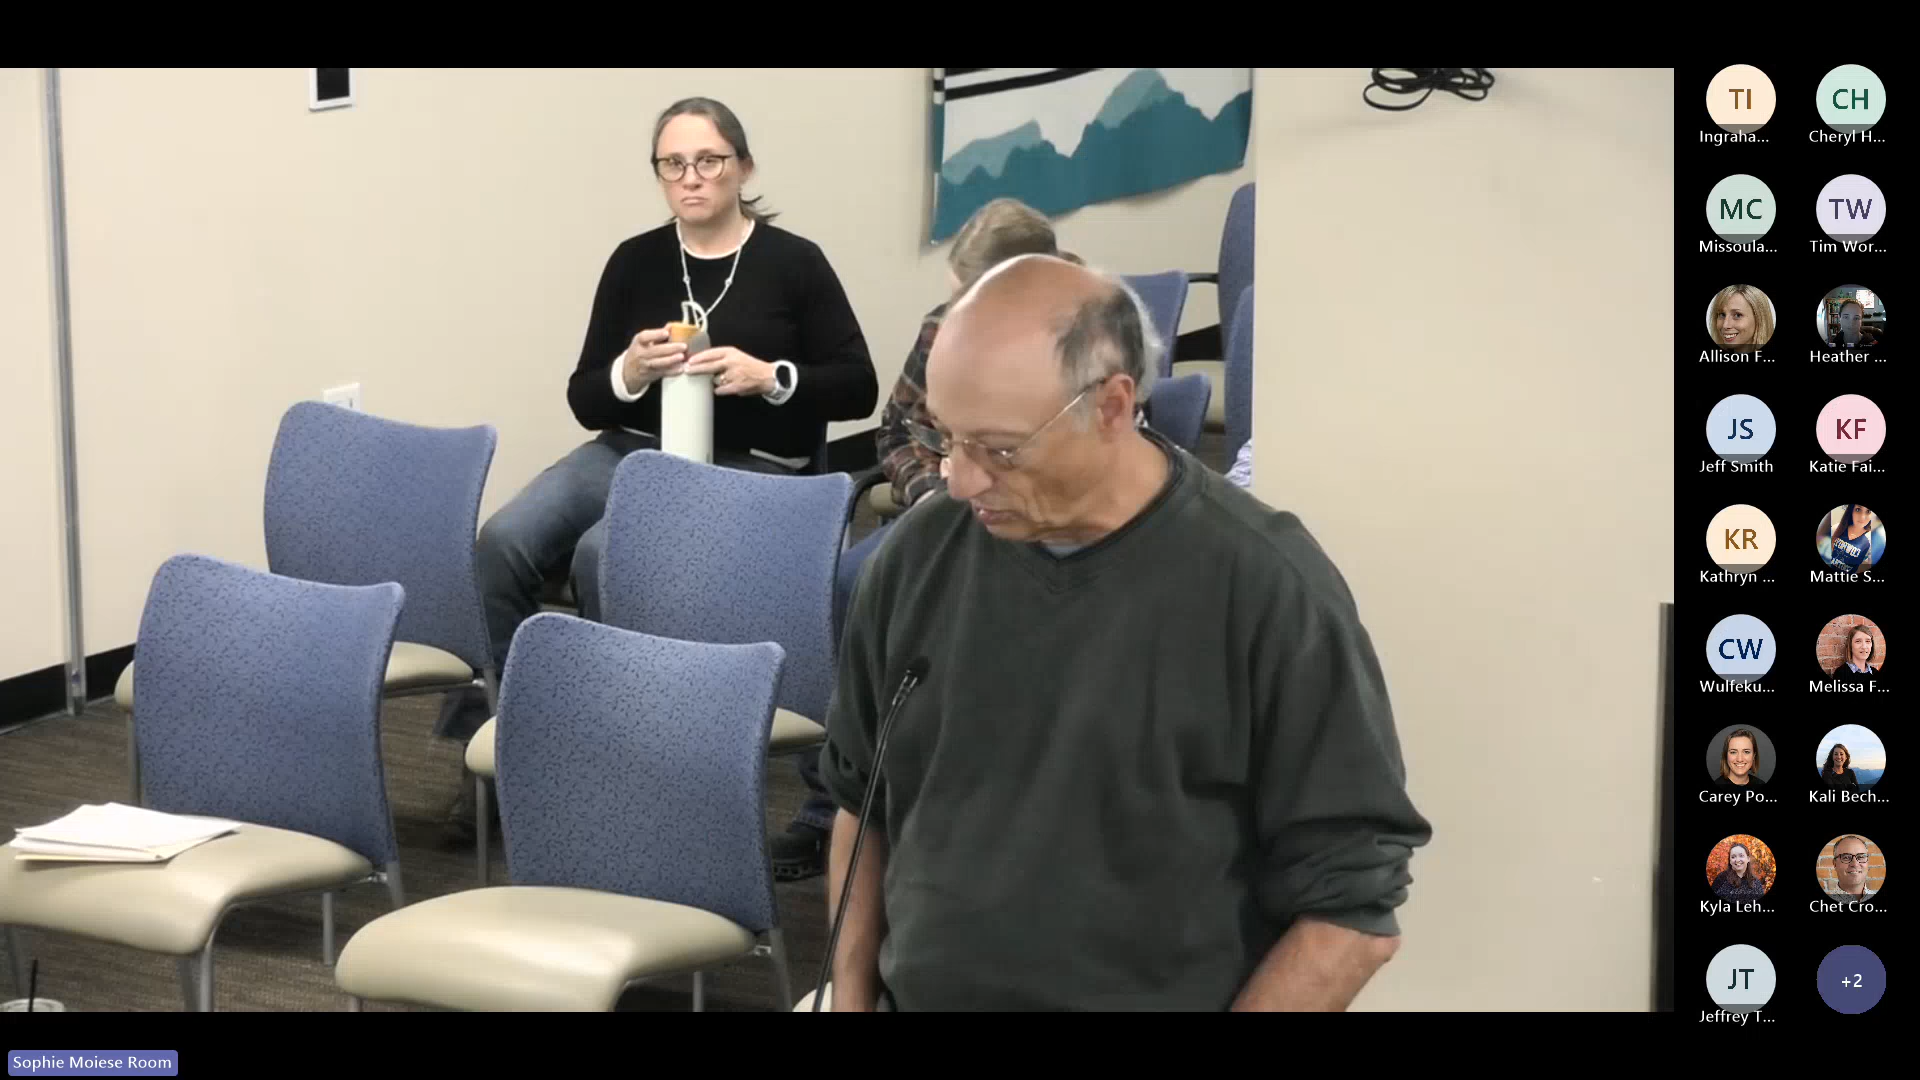 TI
CH
Ingraha...
Cheryl H...
MC
TW
Missoula...
Tim Wor...
Allison F...
Heather ...
JS
KF
Jeff Smith
Katie Fai...
KR
Kathryn ...
Mattie S...
CW
Wulfeku...
Melissa F...
Carey Po...
Kali Bech...
Kyla Leh...
Chet Cro...
JT
+2
Jeffrey T...
Sophie Moiese Room